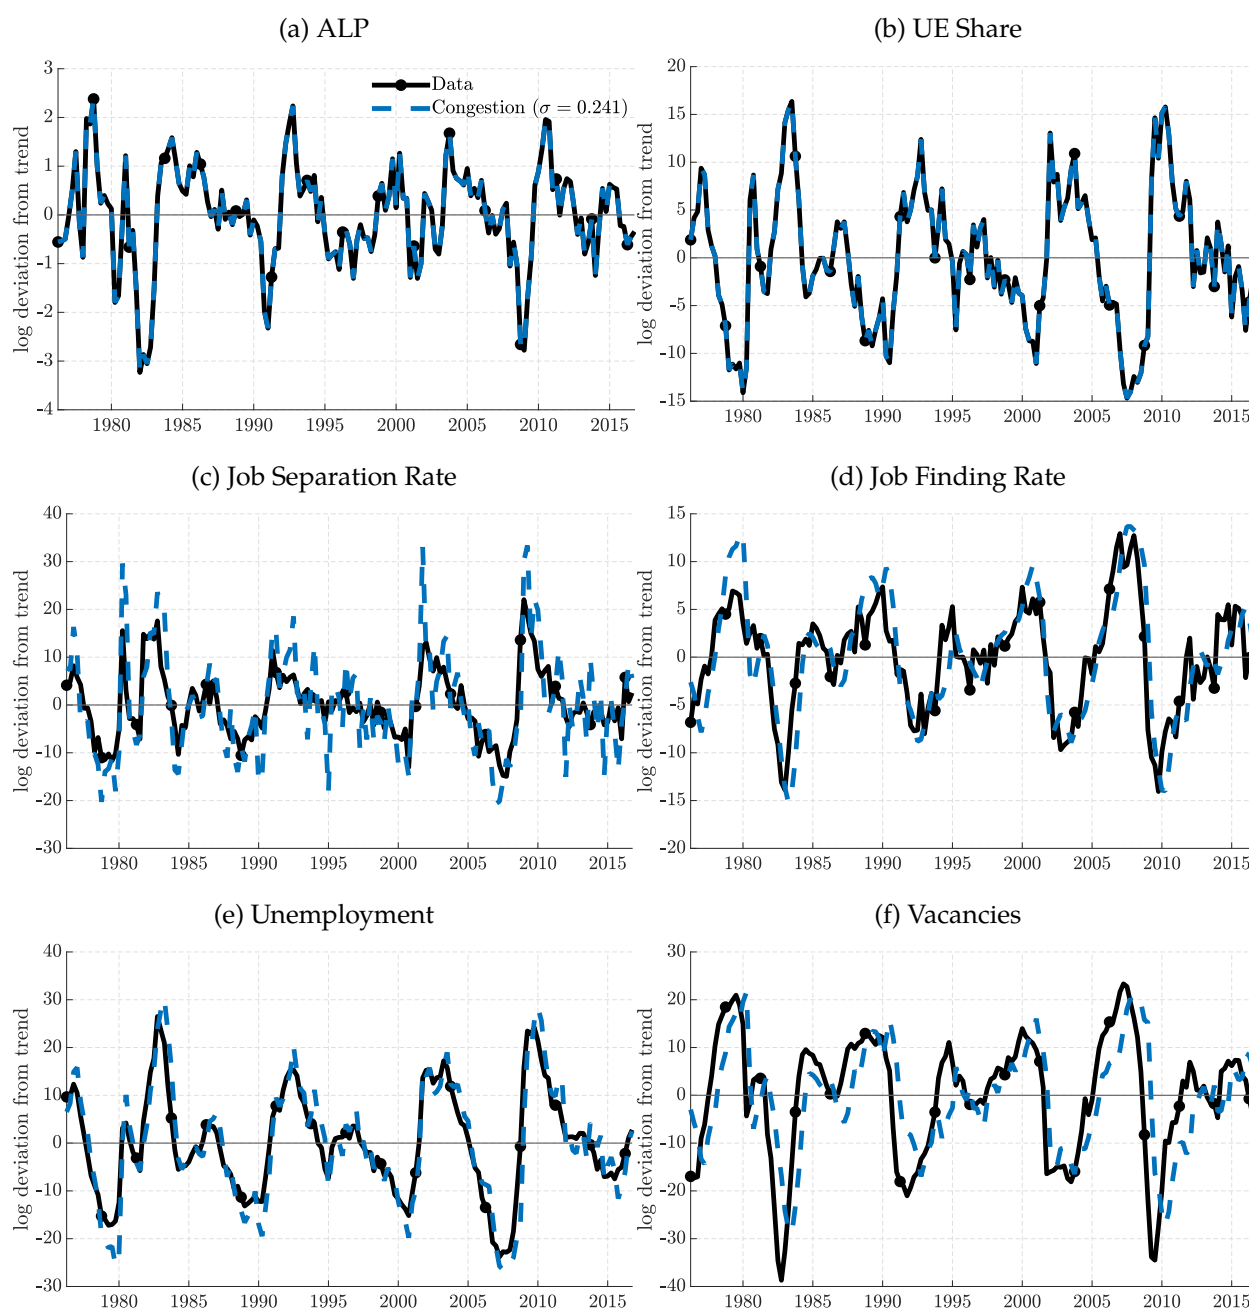 (a) ALP
(b) UE Share
log deviation from trend
3
2
1
0
-1
-2
-3
-4
Data
Congestion (σ = 0.241)
1980 1985 1990 1995 2000 2005 2010 2015
log deviation from trend
20
15
10
5
0
-5
-10
-15
1980 1985 1990 1995 2000 2005 2010 2015
(c) Job Separation Rate
(d) Job Finding Rate
log deviation from trend
40
30
20
10
0
-10
-20
-30
1980 1985 1990 1995 2000 2005 2010 2015
log deviation from trend
15
10
5
0
-5
-10
-15
-20
1980 1985 1990 1995 2000 2005 2010 2015
(e) Unemployment
(f) Vacancies
log deviation from trend
40
30
20
10
0
-10
-20
-30
1980 1985 1990 1995 2000 2005 2010 2015
log deviation from trend
30
20
10
0
-10
-20
-30
-40
1980 1985 1990 1995 2000 2005 2010 2015